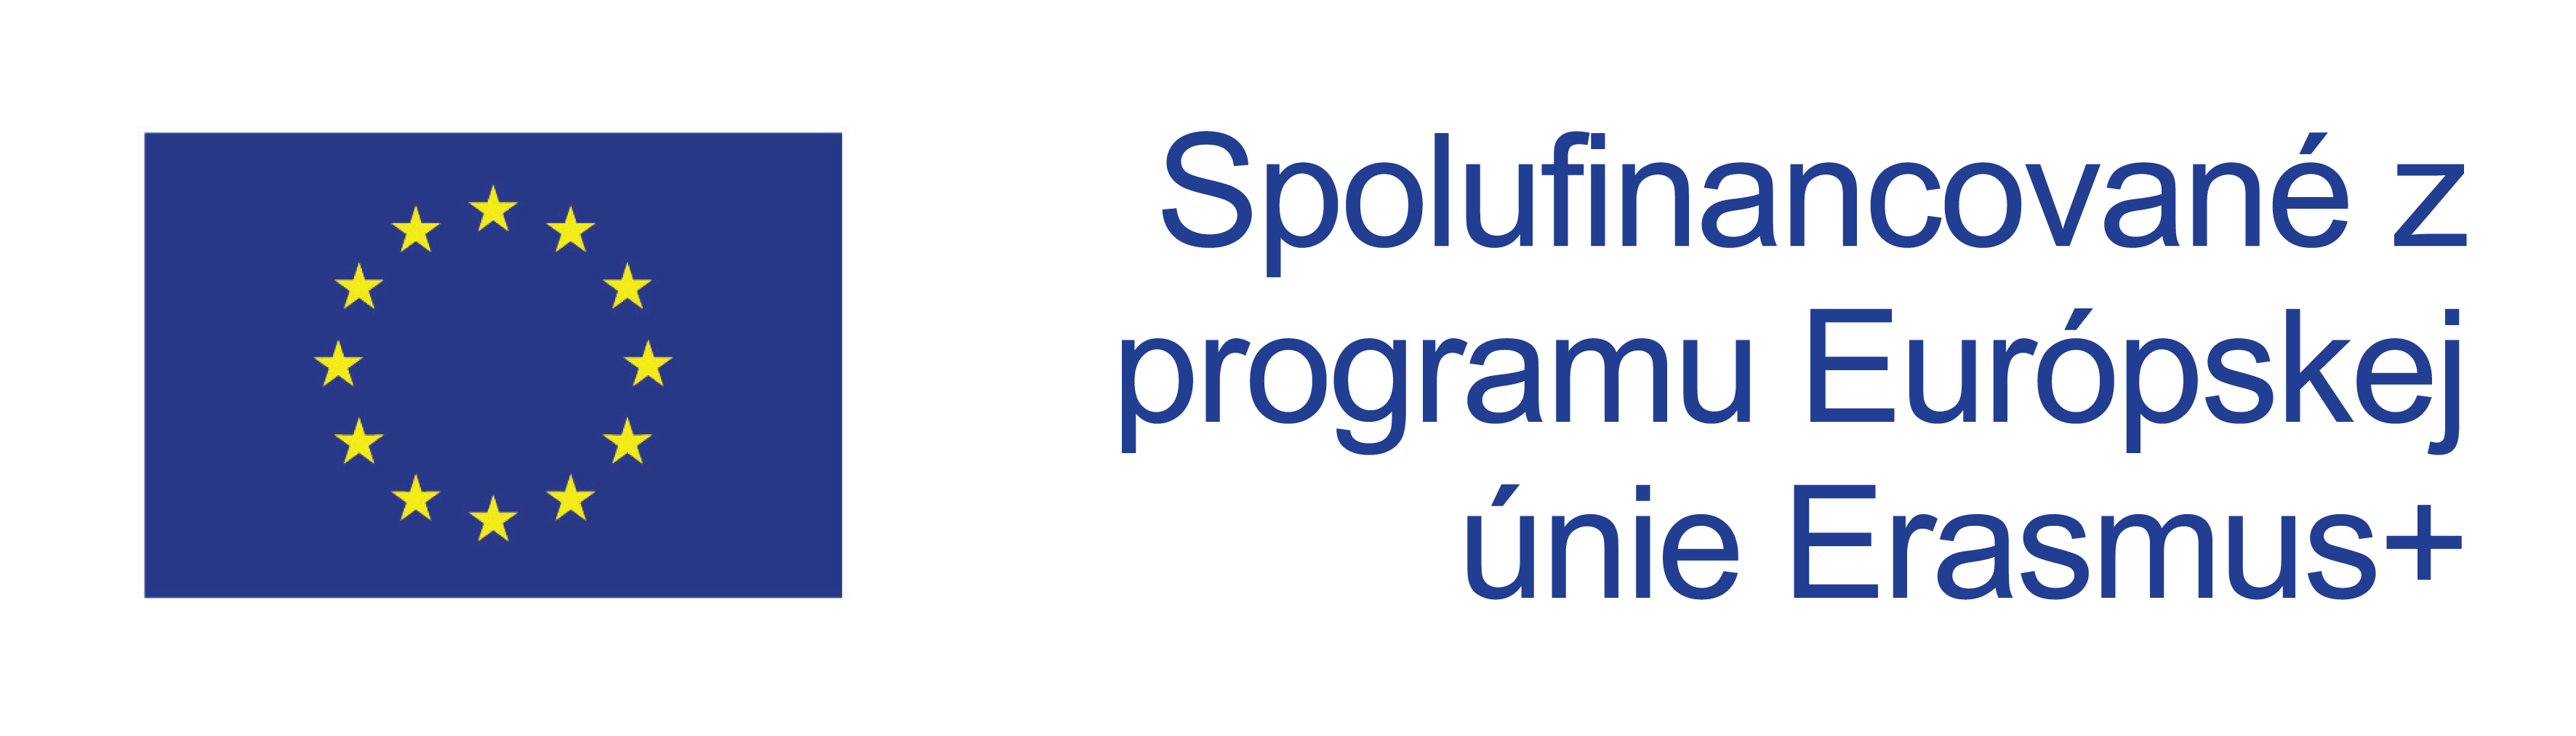 Spolufinancované z
programu Európskej
únie Erasmus+